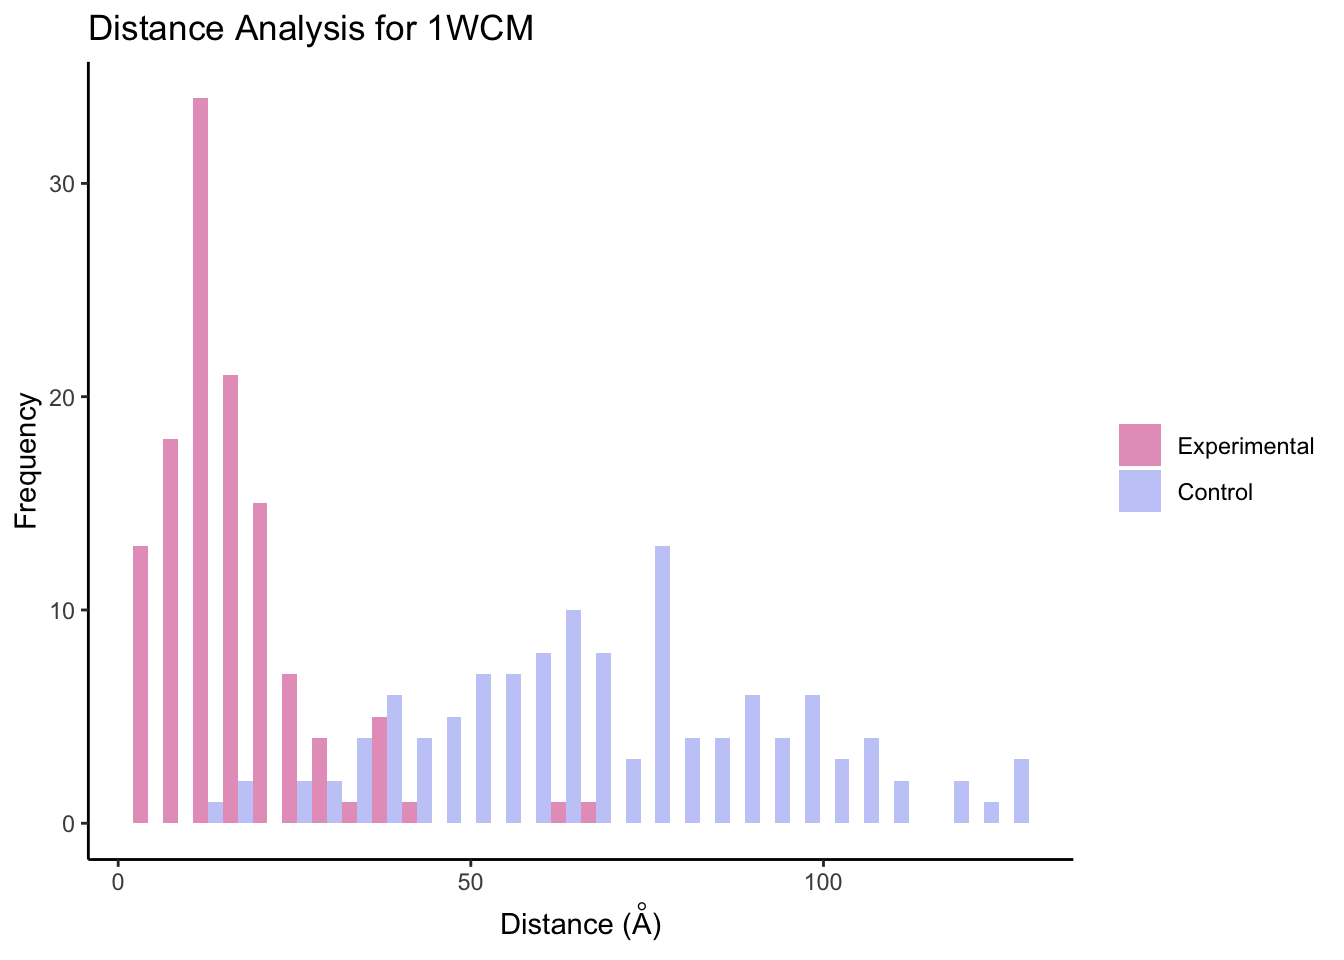 Distance Analysis for 1WCM
30
20
10
0
Frequency
0 50 100
Distance (Å)
Experimental
Control